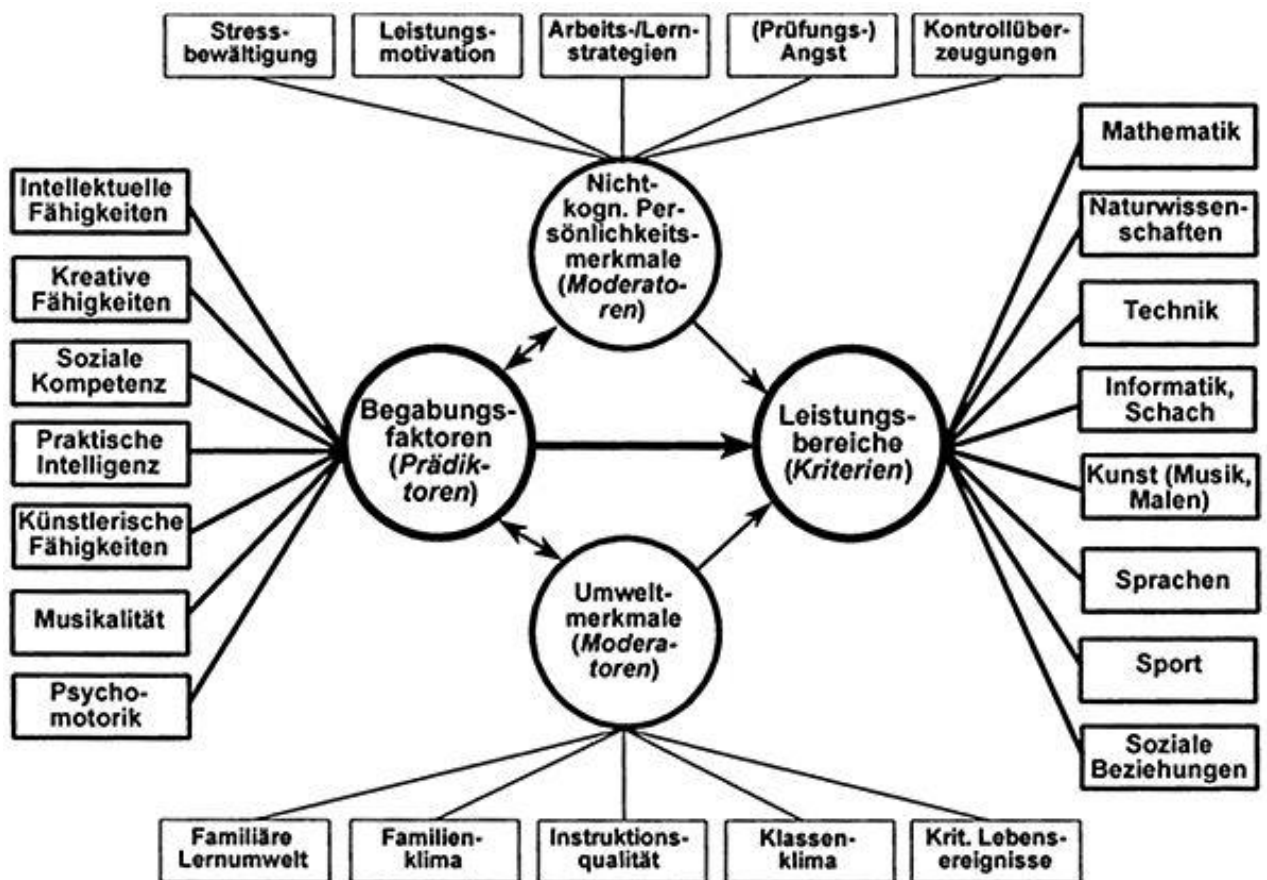 Stress-
bewältigung
Leistungs-
motivation
Arbeits-/Lern-
strategien
(Prüfungs-)
Angst
Kontrollüber-
zeugungen
Intellektuelle
Fähigkeiten
Kreative
Fähigkeiten
Soziale
Kompetenz
Praktische
Intelligenz
Künstlerische
Fähigkeiten
Musikalität
Psycho-
motorik
Nicht-
kogn. Per-
sönlichkeits-
merkmale
(Moderato-
ren)
Begabungs-
faktoren
(Prädik-
toren)
Leistungs-
bereiche
(Kriterien)
Umwelt-
merkmale
(Modera-
toren)
Mathematik
Naturwissen-
schaften
Technik
Informatik,
Schach
Kunst (Musik,
Malen)
Sprachen
Sport
Soziale
Beziehungen
Familiäre
Lernumwelt
Familien-
klima
Instruktions-
qualität
Klassen-
klima
Krit. Lebens-
ereignisse